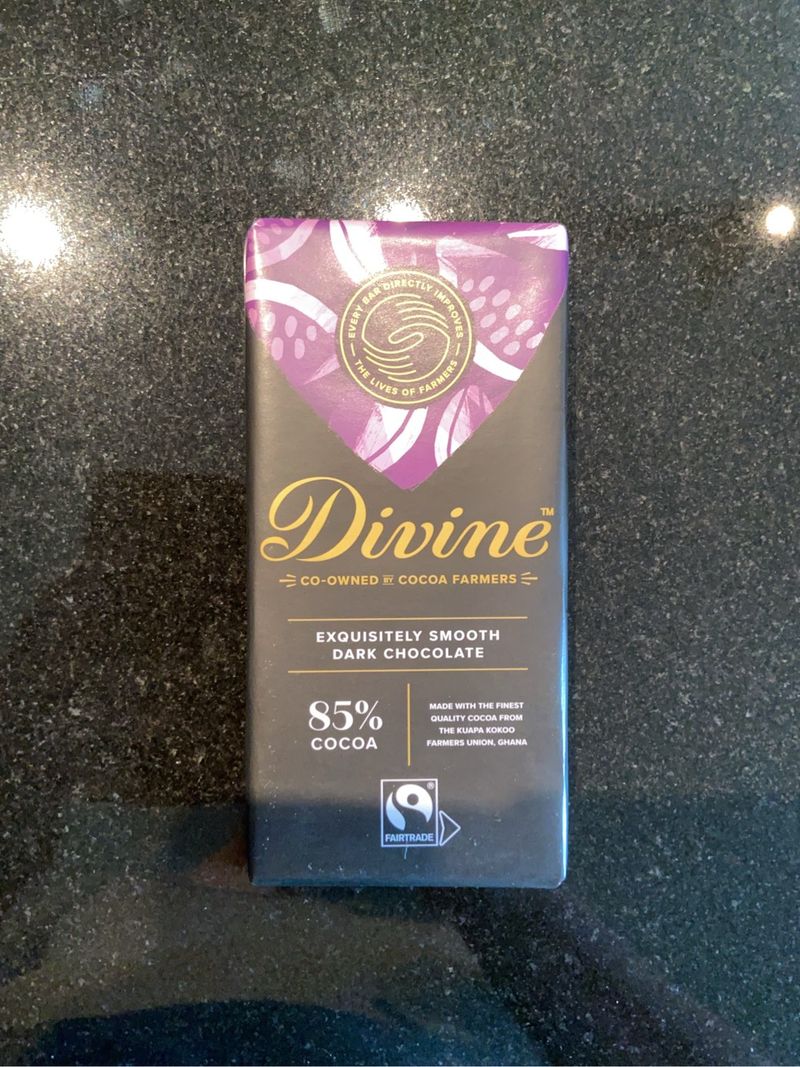 EVERY BAR DIRECTLY IMPROVES
THE LIVES OF FARMERS
Divine™
CO-OWNED BY COCOA FARMERS
EXQUISITELY SMOOTH
DARK CHOCOLATE
85%
COCOA
MADE WITH THE FINEST
QUALITY COCOA FROM
THE KUAPA KOKOO
FARMERS UNION, GHANA
®
FAIRTRADE